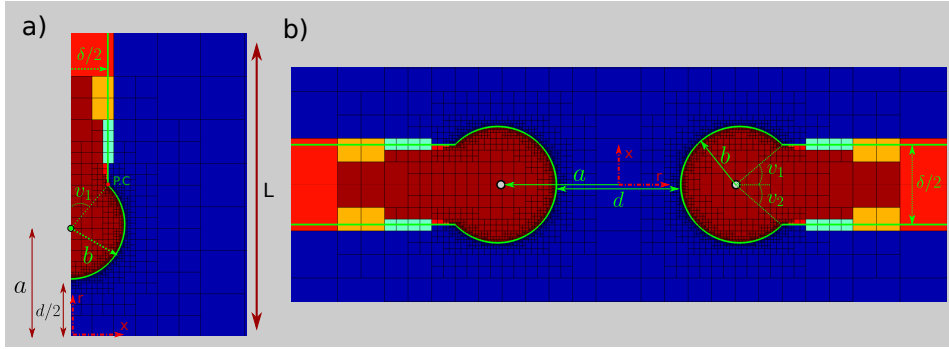 a)
δ/2
P.C
v₁
b
a
d/2
r
x
L
b)
x
r
a
d
b
v₁
v₂
δ/2